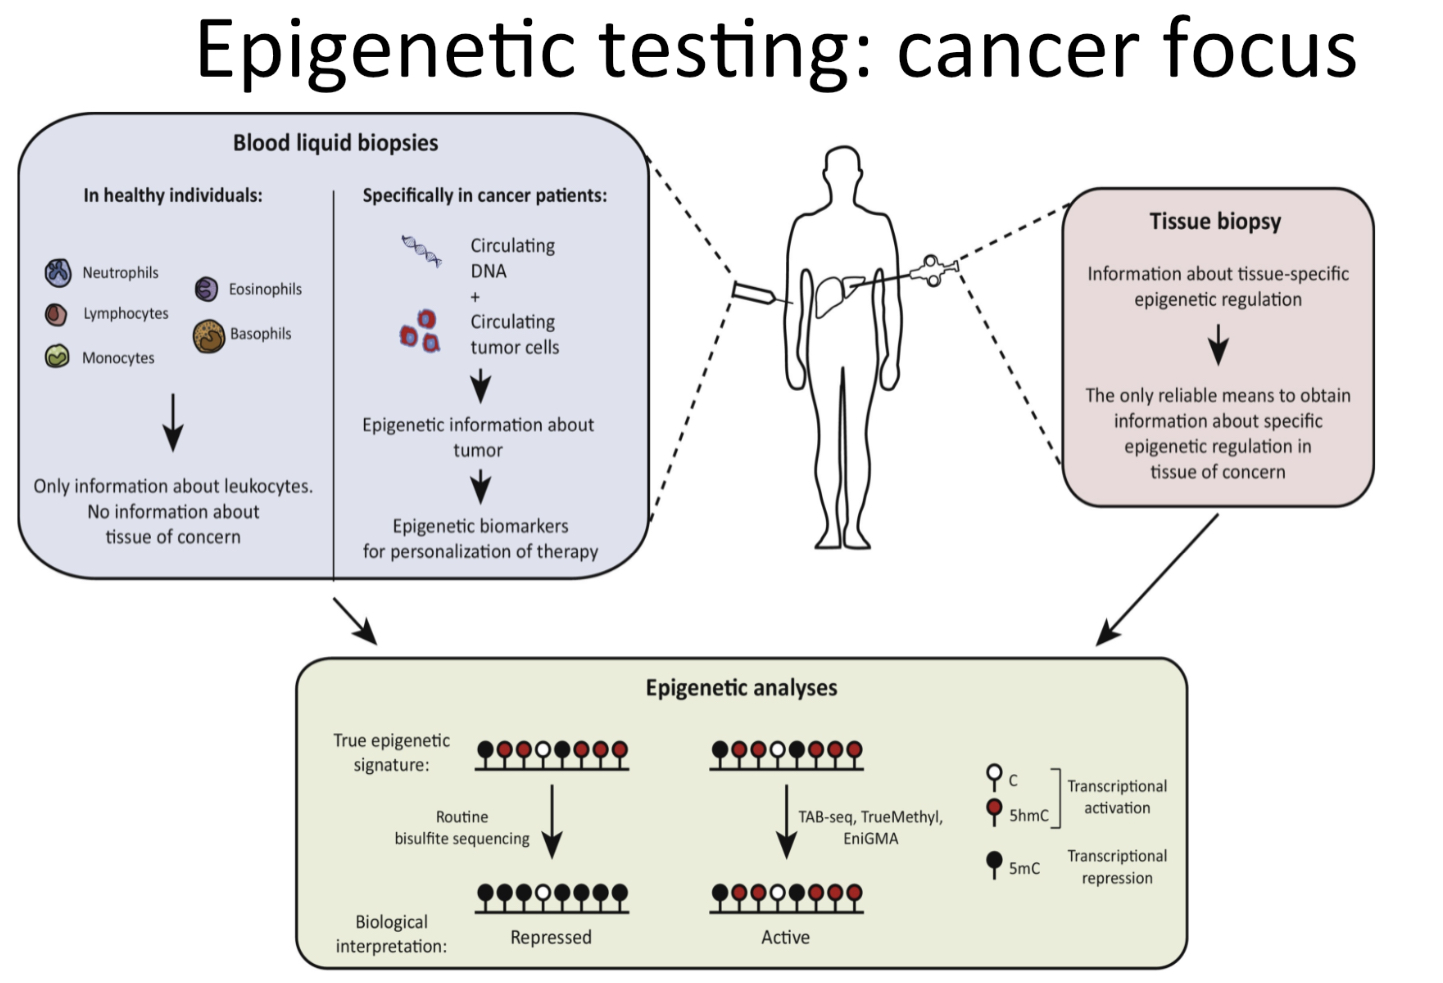 Epigenetic testing: cancer focus
Blood liquid biopsies
In healthy individuals:
Neutrophils
Lymphocytes
Monocytes
Eosinophils
Basophils
Only information about leukocytes.
No information about
tissue of concern
Specifically in cancer patients:
Circulating
DNA
+
Circulating
tumor cells
Epigenetic information about
tumor
Epigenetic biomarkers
for personalization of therapy
Tissue biopsy
Information about tissue-specific
epigenetic regulation
The only reliable means to obtain
information about specific
epigenetic regulation in
tissue of concern
Epigenetic analyses
True epigenetic
signature:
Routine
bisulfite sequencing
TAB-seq, TrueMethyl,
EniGMA
Biological
interpretation:
Repressed
Active
C
5hmC
Transcriptional
activation
5mC
Transcriptional
repression